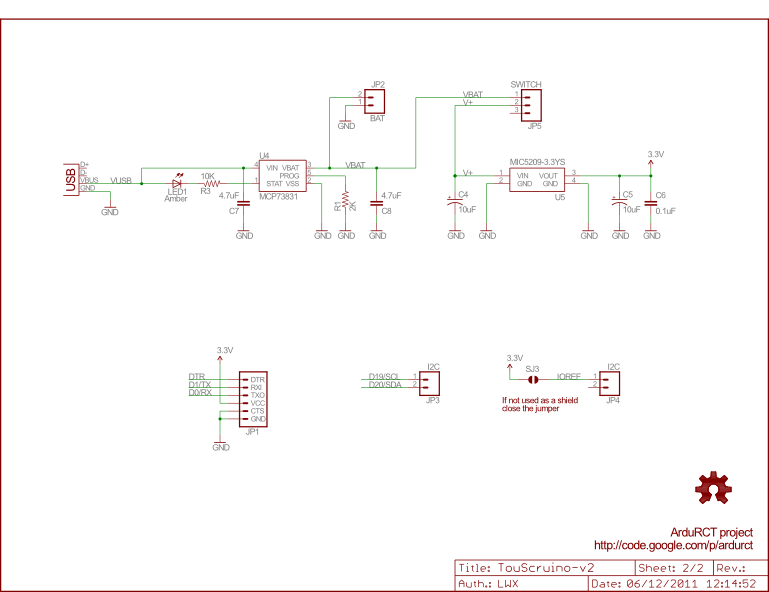 JP2
2
1
BAT
GND
SWITCH
VBAT
V+
1
2
3
JP5
USB
D+
D-
VBUS
GND
VUSB
GND
LED1
Amber
10K
R3
4.7uF
C7
GND
U4
4
VIN VBAT
3
PROG
5
1
STAT VSS
2
MCP73831
VBAT
R1
2K
4.7uF
C8
GND
GND
GND
V+
C4
10uF
GND
GND
MIC5209-3.3YS
1
VIN
VOUT
3
2
GND
GND
4
U5
GND
3.3V
C5
10uF
GND
C6
0.1uF
GND
3.3V
DTR
D1/TX
D0/RX
DTR
RXI
TXO
VCC
CTS
GND
JP1
GND
D19/SCL
D20/SDA
1
2
I2C
JP3
3.3V
SJ3
IOREF
1
2
I2C
JP4
If not used as a shield
close the jumper
ArduRCT project
http://code.google.com/p/ardurct
Title: TouScruino-v2
Sheet: 2/2
Rev.:
Auth.: LWX
Date: 06/12/2011 12:14:52